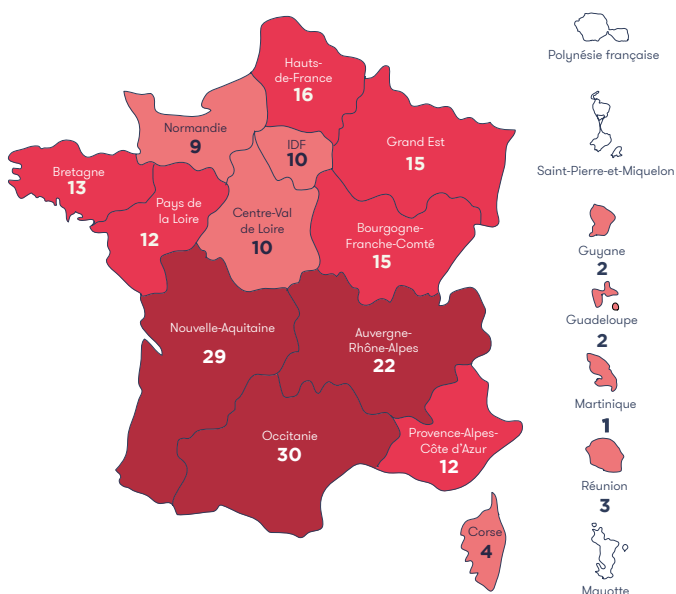 Hauts-
de-France
16
Normandie
9
IDF
10
Grand Est
15
Bretagne
13
Pays de
la Loire
12
Centre-Val
de Loire
10
Bourgogne-
Franche-Comté
15
Nouvelle-Aquitaine
29
Auvergne-
Rhône-Alpes
22
Occitanie
30
Provence-Alpes-
Côte d'Azur
12
Corse
4
Polynésie française
Saint-Pierre-et-Miquelon
Guyane
2
Guadeloupe
2
Martinique
1
Réunion
3
Mayotte